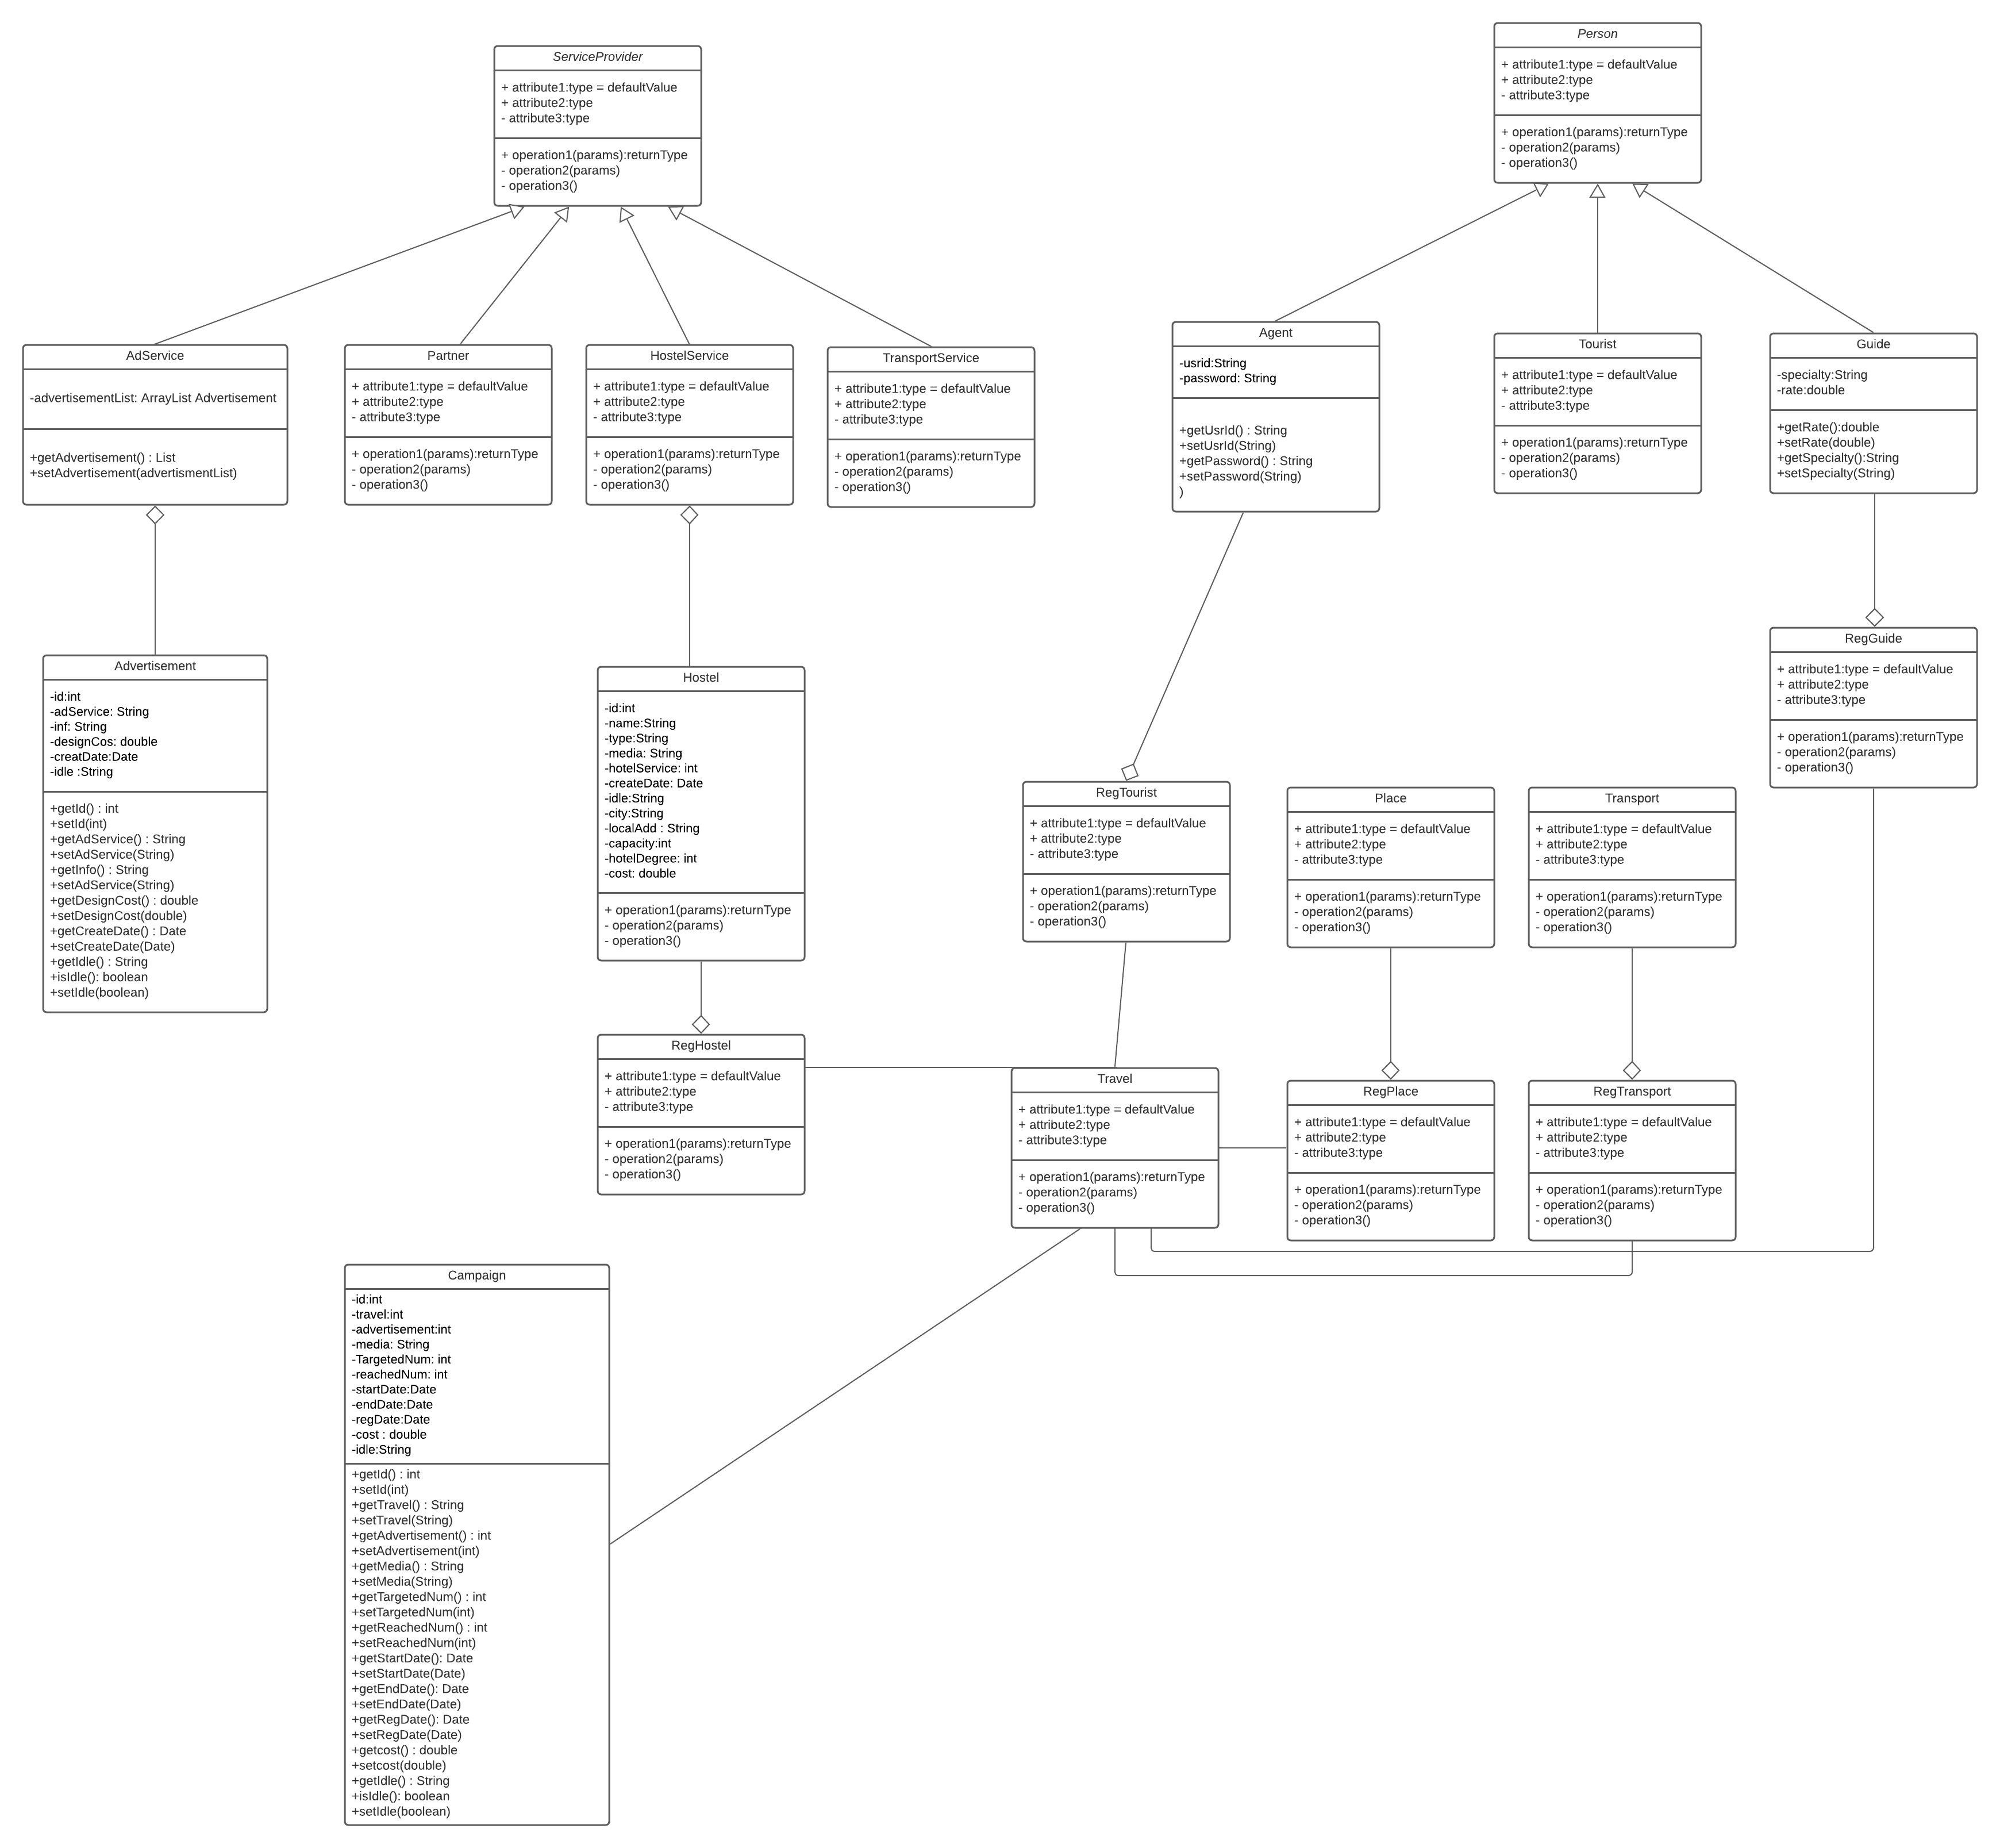 ServiceProvider
+ attribute1:type = defaultValue
+ attribute2:type
- attribute3:type
+ operation1(params):returnType
- operation2(params)
- operation3()
Person
+ attribute1:type = defaultValue
+ attribute2:type
- attribute3:type
+ operation1(params):returnType
- operation2(params)
- operation3()
AdService
-advertisementList: ArrayList Advertisement
+getAdvertisement() : List
+setAdvertisement(advertismentList)
Partner
+ attribute1:type = defaultValue
+ attribute2:type
- attribute3:type
+ operation1(params):returnType
- operation2(params)
- operation3()
HostelService
+ attribute1:type = defaultValue
+ attribute2:type
- attribute3:type
+ operation1(params):returnType
- operation2(params)
- operation3()
TransportService
+ attribute1:type = defaultValue
+ attribute2:type
- attribute3:type
+ operation1(params):returnType
- operation2(params)
- operation3()
Agent
-usrid:String
-password: String
+getUsrId() : String
+setUsrId(String)
+getPassword() : String
+setPassword(String)
)
Tourist
+ attribute1:type = defaultValue
+ attribute2:type
- attribute3:type
+ operation1(params):returnType
- operation2(params)
- operation3()
Guide
-specialty:String
-rate:double
+getRate():double
+setRate(double)
+getSpecialty():String
+setSpecialty(String)
Advertisement
-id:int
-adService: String
-inf: String
-designCos: double
-creatDate:Date
-idle :String
+getId() : int
+setId(int)
+getAdService() : String
+setAdService(String)
+getInfo() : String
+setAdService(String)
+getDesignCost() : double
+setDesignCost(double)
+getCreateDate() : Date
+setCreateDate(Date)
+getIdle() : String
+isIdle(): boolean
+setIdle(boolean)
Hostel
-id:int
-name:String
-type:String
-media: String
-hotelService: int
-createDate: Date
-idle:String
-city:String
-localAdd : String
-capacity:int
-hotelDegree: int
-cost: double
+ operation1(params):returnType
- operation2(params)
- operation3()
RegGuide
+ attribute1:type = defaultValue
+ attribute2:type
- attribute3:type
+ operation1(params):returnType
- operation2(params)
- operation3()
RegTourist
+ attribute1:type = defaultValue
+ attribute2:type
- attribute3:type
+ operation1(params):returnType
- operation2(params)
- operation3()
Place
+ attribute1:type = defaultValue
+ attribute2:type
- attribute3:type
+ operation1(params):returnType
- operation2(params)
- operation3()
Transport
+ attribute1:type = defaultValue
+ attribute2:type
- attribute3:type
+ operation1(params):returnType
- operation2(params)
- operation3()
RegHostel
+ attribute1:type = defaultValue
+ attribute2:type
- attribute3:type
+ operation1(params):returnType
- operation2(params)
- operation3()
Travel
+ attribute1:type = defaultValue
+ attribute2:type
- attribute3:type
+ operation1(params):returnType
- operation2(params)
- operation3()
RegPlace
+ attribute1:type = defaultValue
+ attribute2:type
- attribute3:type
+ operation1(params):returnType
- operation2(params)
- operation3()
RegTransport
+ attribute1:type = defaultValue
+ attribute2:type
- attribute3:type
+ operation1(params):returnType
- operation2(params)
- operation3()
Campaign
-id:int
-travel:int
-advertisement:int
-media: String
-TargetedNum: int
-reachedNum: int
-startDate:Date
-endDate:Date
-regDate:Date
-cost : double
-idle:String
+getId() : int
+setId(int)
+getTravel() : String
+setTravel(String)
+getAdvertisement() : int
+setAdvertisement(int)
+getMedia() : String
+setMedia(String)
+getTargetedNum() : int
+setTargetedNum(int)
+getReachedNum() : int
+setReachedNum(int)
+getStartDate(): Date
+setStartDate(Date)
+getEndDate(): Date
+setEndDate(Date)
+getRegDate(): Date
+setRegDate(Date)
+getcost() : double
+setcost(double)
+getIdle() : String
+isIdle(): boolean
+setIdle(boolean)